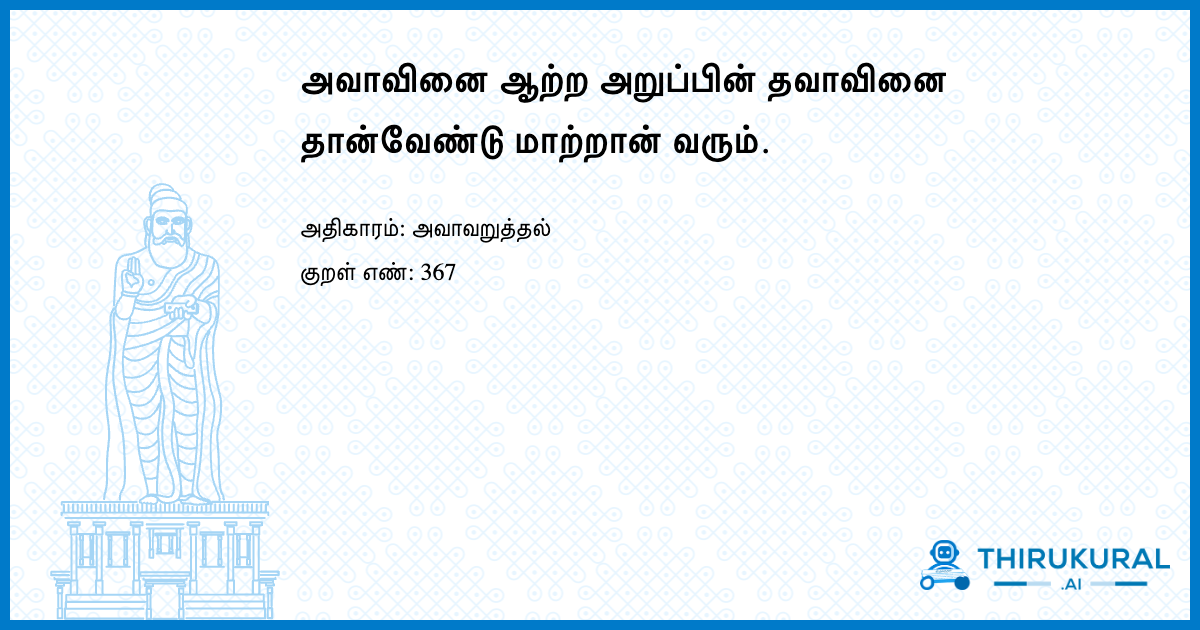 அவாவினை ஆற்ற அறுப்பின் தவாவினை
தான்வேண்டு மாற்றான் வரும்.
அதிகாரம்: அவாவறுத்தல்
குறள் எண்: 367
THIRUKURAL
.AI